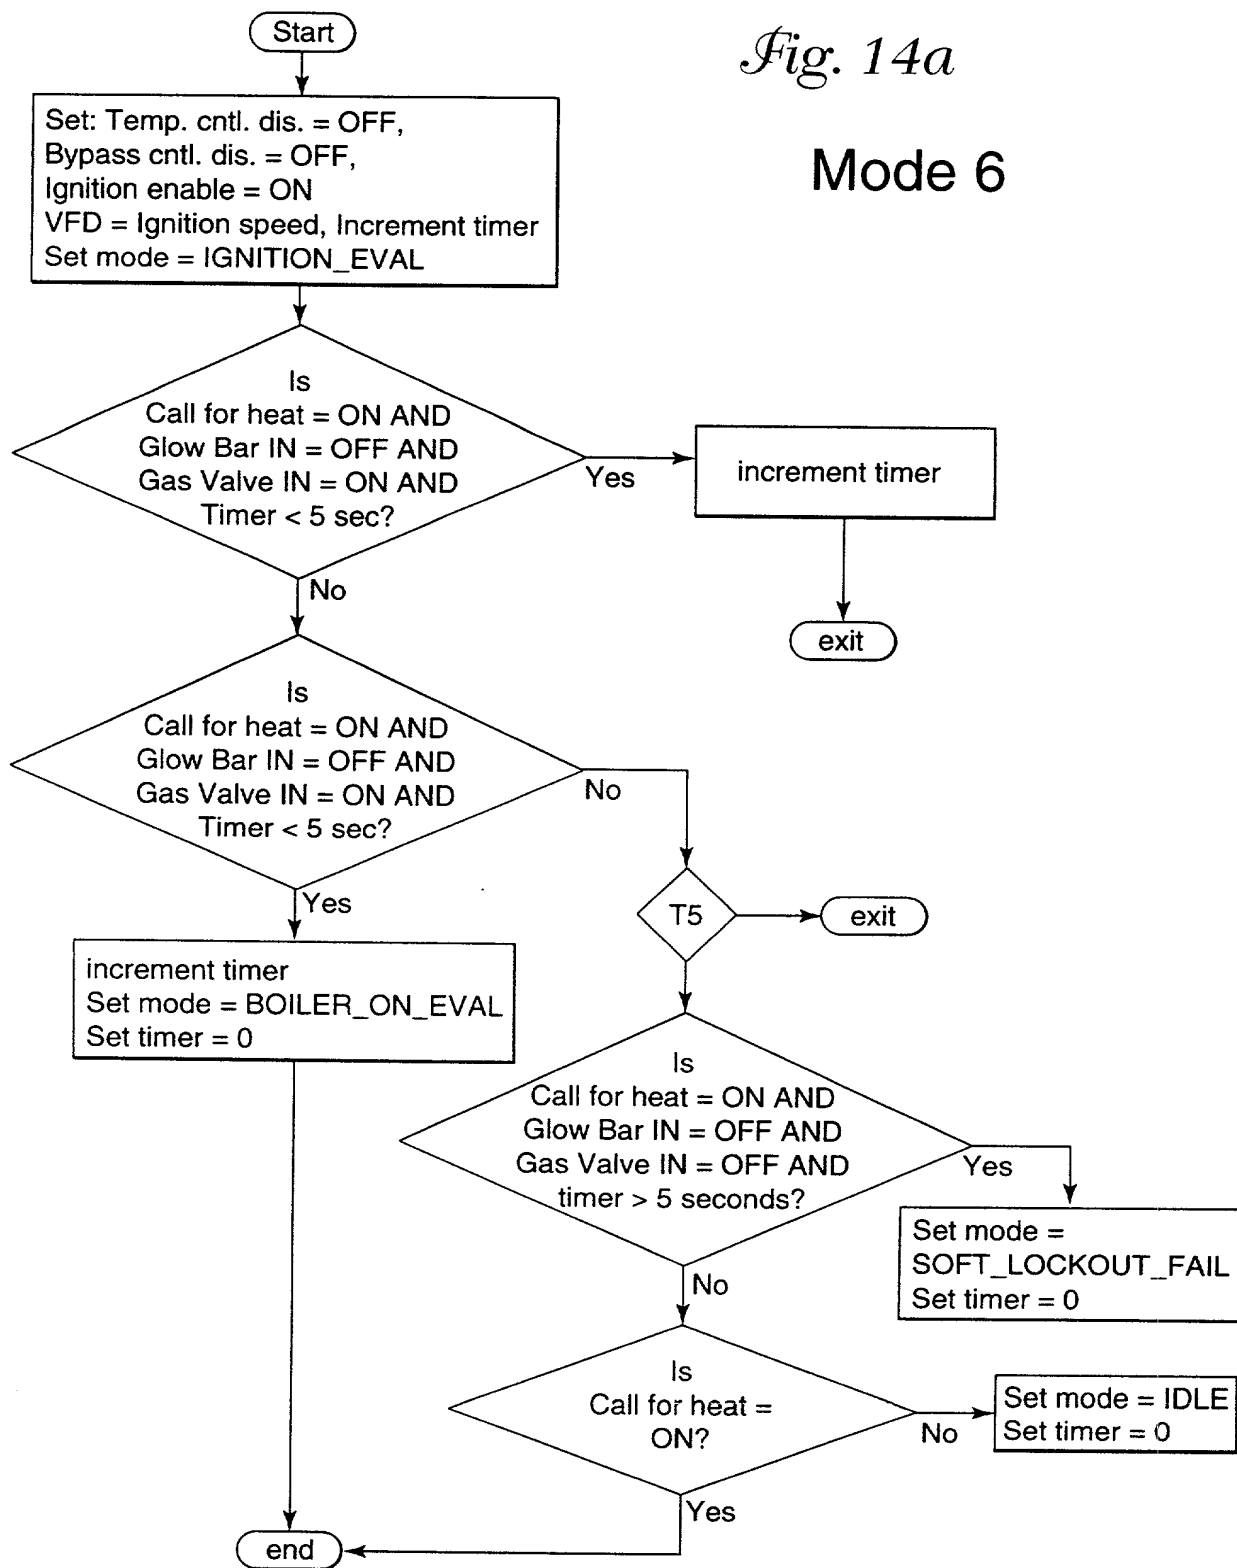 Start
Fig. 14a
Mode 6
Set: Temp. cntl. dis. = OFF,
Bypass cntl. dis. = OFF,
Ignition enable = ON
VFD = Ignition speed, Increment timer
Set mode = IGNITION_EVAL
Is
Call for heat = ON AND
Glow Bar IN = OFF AND
Gas Valve IN = ON AND
Timer < 5 sec?
Yes
increment timer
exit
No
Is
Call for heat = ON AND
Glow Bar IN = OFF AND
Gas Valve IN = ON AND
Timer < 5 sec?
No
Yes
T5
exit
increment timer
Set mode = BOILER_ON_EVAL
Set timer = 0
Is
Call for heat = ON AND
Glow Bar IN = OFF AND
Gas Valve IN = OFF AND
timer > 5 seconds?
Yes
Set mode =
SOFT_LOCKOUT_FAIL
Set timer = 0
No
Is
Call for heat =
ON?
No
Set mode = IDLE
Set timer = 0
Yes
end